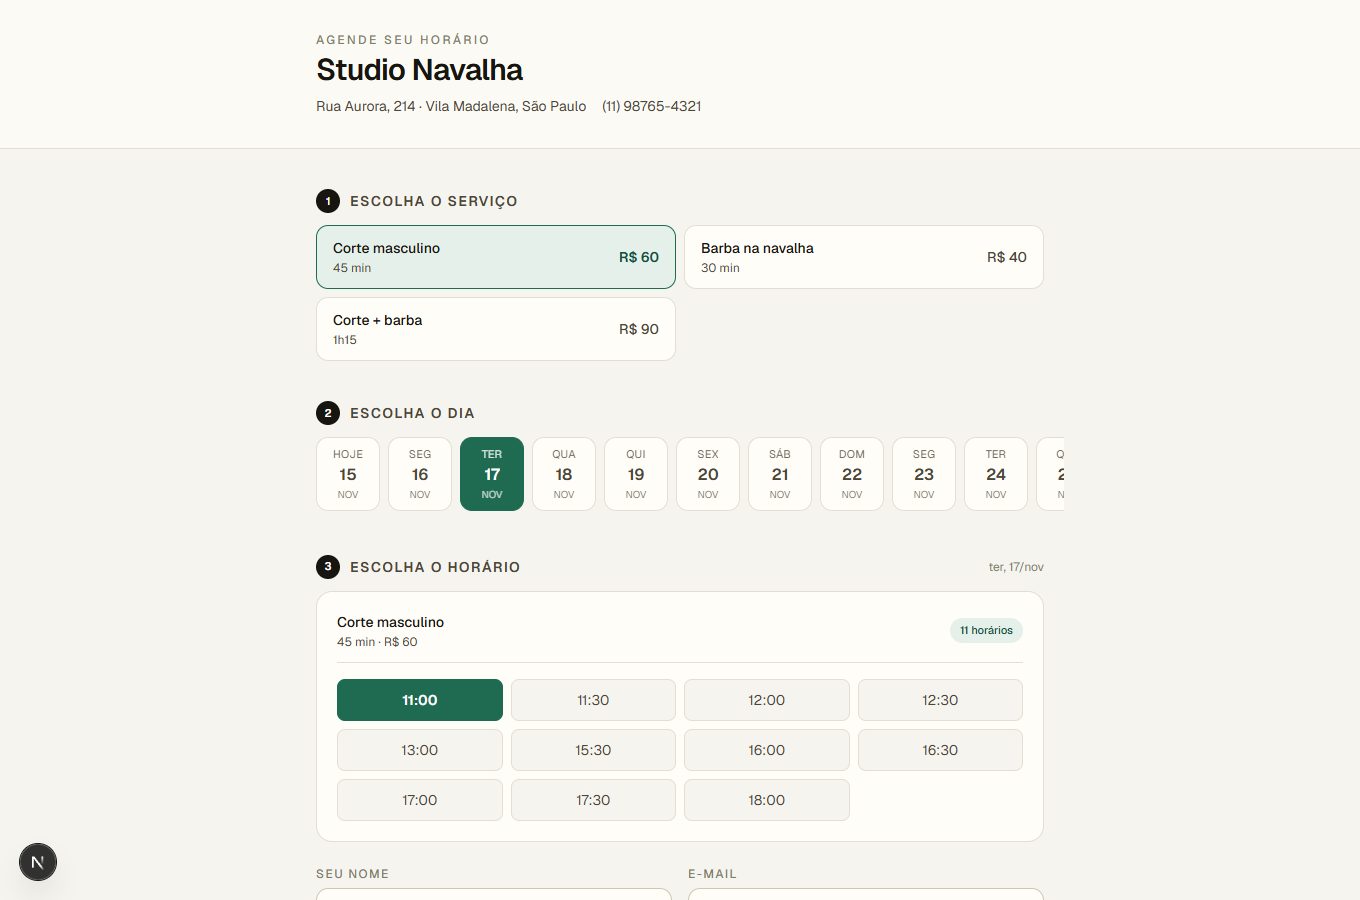 AGENDE SEU HORÁRIO
Studio Navalha
Rua Aurora, 214 · Vila Madalena, São Paulo (11) 98765-4321
1 ESCOLHA O SERVIÇO
Corte masculino
45 min
R$ 60
Barba na navalha
30 min
R$ 40
Corte + barba
1h15
R$ 90
2 ESCOLHA O DIA
HOJE
15
NOV
SEG
16
NOV
TER
17
NOV
QUA
18
NOV
QUI
19
NOV
SEX
20
NOV
SÁB
21
NOV
DOM
22
NOV
SEG
23
NOV
TER
24
NOV
3 ESCOLHA O HORÁRIO
ter, 17/nov
Corte masculino
45 min · R$ 60
11 horários
11:00 11:30 12:00 12:30
13:00 15:30 16:00 16:30
17:00 17:30 18:00
N
SEU NOME
E-MAIL